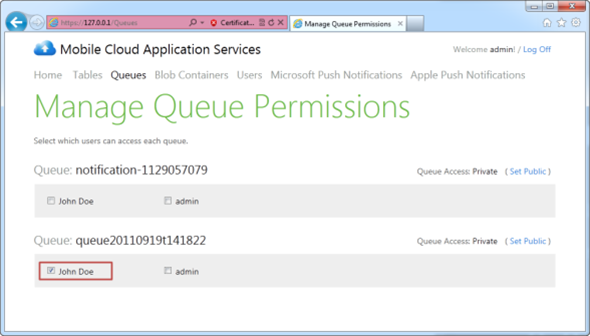 https://127.0.0.1/Queues Certificat... Manage Queue Permissions
Mobile Cloud Application Services Welcome admin! / Log Off
Home Tables Queues Blob Containers Users Microsoft Push Notifications Apple Push Notifications
Manage Queue Permissions
Select which users can access each queue.
Queue: notification-1129057079 Queue Access: Private ( Set Public )
John Doe admin
Queue: queue20110919t141822 Queue Access: Private ( Set Public )
John Doe admin